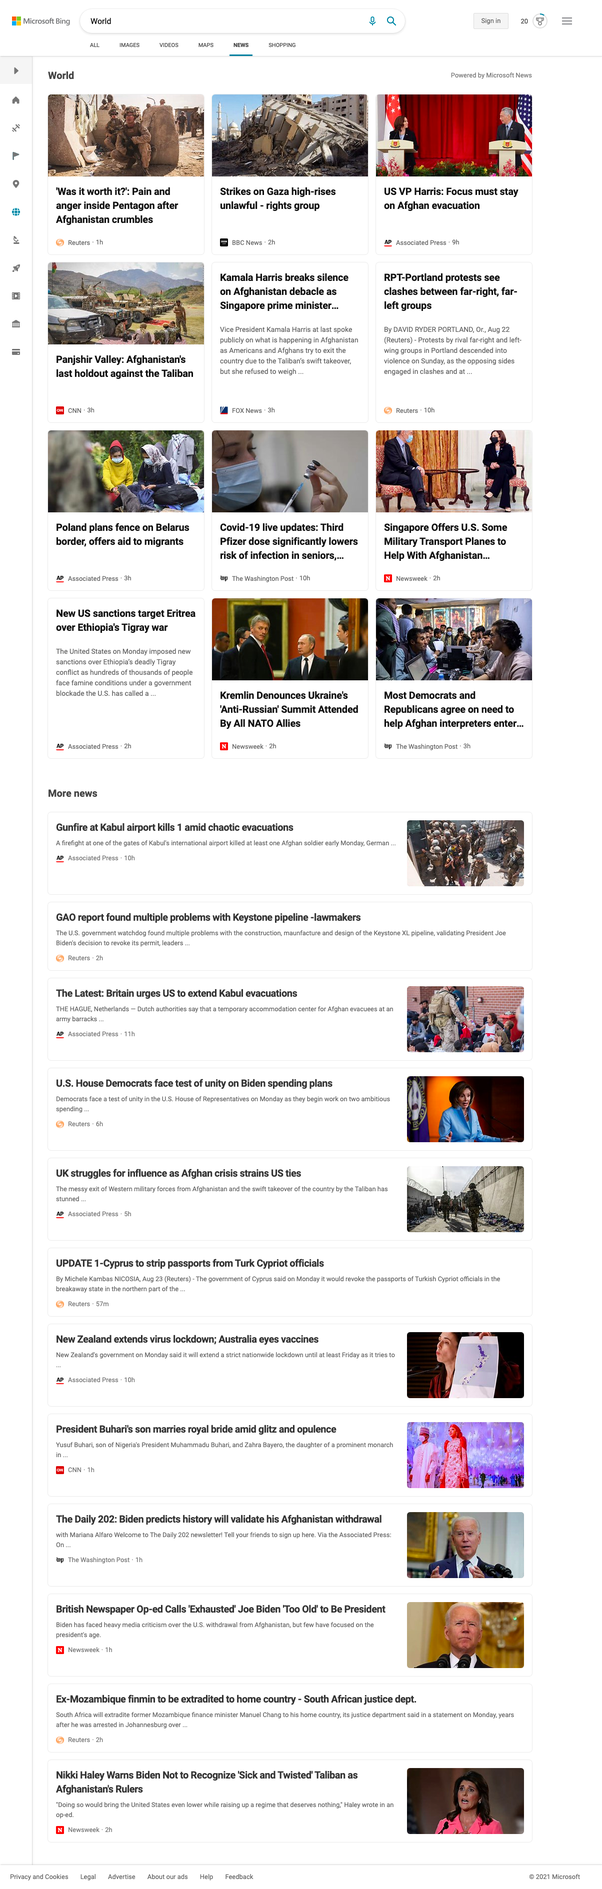 Microsoft Bing
World
Sign in
20
ALL
IMAGES
VIDEOS
MAPS
NEWS
SHOPPING
World
Powered by Microsoft News
'Was it worth it?': Pain and
anger inside Pentagon after
Afghanistan crumbles
Reuters · 1h
Strikes on Gaza high-rises
unlawful - rights group
BBC News · 2h
US VP Harris: Focus must stay
on Afghan evacuation
AP Associated Press · 9h
Panjshir Valley: Afghanistan's
last holdout against the Taliban
CNN · 3h
Kamala Harris breaks silence
on Afghanistan debacle as
Singapore prime minister...
Vice President Kamala Harris at last spoke
publicly on what is happening in Afghanistan
as Americans and Afghans try to exit the
country due to the Taliban's swift takeover,
but she refused to weigh ...
FOX News · 3h
RPT-Portland protests see
clashes between far-right, far-
left groups
By DAVID RYDER PORTLAND, Or., Aug 22
(Reuters) - Protests by rival far-right and left-
wing groups in Portland descended into
violence on Sunday, as the opposing sides
engaged in clashes and at ...
Reuters · 10h
Poland plans fence on Belarus
border, offers aid to migrants
AP Associated Press · 3h
Covid-19 live updates: Third
Pfizer dose significantly lowers
risk of infection in seniors,...
wp The Washington Post · 10h
Singapore Offers U.S. Some
Military Transport Planes to
Help With Afghanistan...
N Newsweek · 2h
New US sanctions target Eritrea
over Ethiopia's Tigray war
The United States on Monday imposed new
sanctions over Ethiopia's deadly Tigray
conflict as hundreds of thousands of people
face famine conditions under a government
blockade the U.S. has called a ...
AP Associated Press · 2h
Kremlin Denounces Ukraine's
'Anti-Russian' Summit Attended
By All NATO Allies
N Newsweek · 2h
Most Democrats and
Republicans agree on need to
help Afghan interpreters enter...
wp The Washington Post · 3h
More news
Gunfire at Kabul airport kills 1 amid chaotic evacuations
A firefight at one of the gates of Kabul's international airport killed at least one Afghan soldier early Monday, German ...
AP Associated Press · 10h
GAO report found multiple problems with Keystone pipeline -lawmakers
The U.S. government watchdog found multiple problems with the construction, maunfacture and design of the Keystone XL pipeline, validating President Joe
Biden's decision to revoke its permit, leaders ...
Reuters · 2h
The Latest: Britain urges US to extend Kabul evacuations
THE HAGUE, Netherlands — Dutch authorities say that a temporary accommodation center for Afghan evacuees at an
army barracks ...
AP Associated Press · 11h
U.S. House Democrats face test of unity on Biden spending plans
Democrats face a test of unity in the U.S. House of Representatives on Monday as they begin work on two ambitious
spending ...
Reuters · 6h
UK struggles for influence as Afghan crisis strains US ties
The messy exit of Western military forces from Afghanistan and the swift takeover of the country by the Taliban has
stunned ...
AP Associated Press · 5h
UPDATE 1-Cyprus to strip passports from Turk Cypriot officials
By Michele Kambas NICOSIA, Aug 23 (Reuters) - The government of Cyprus said on Monday it would revoke the passports of Turkish Cypriot officials in the
breakaway state in the northern part of the ...
Reuters · 57m
New Zealand extends virus lockdown; Australia eyes vaccines
New Zealand's government on Monday said it will extend a strict nationwide lockdown until at least Friday as it tries to
...
AP Associated Press · 10h
President Buhari's son marries royal bride amid glitz and opulence
Yusuf Buhari, son of Nigeria's President Muhammadu Buhari, and Zahra Bayero, the daughter of a prominent monarch
in ...
CNN · 1h
The Daily 202: Biden predicts history will validate his Afghanistan withdrawal
with Mariana Alfaro Welcome to The Daily 202 newsletter! Tell your friends to sign up here. Via the Associated Press:
On ...
wp The Washington Post · 1h
British Newspaper Op-ed Calls 'Exhausted' Joe Biden 'Too Old' to Be President
Biden has faced heavy media criticism over the U.S. withdrawal from Afghanistan, but few have focused on the
president's age.
N Newsweek · 1h
Ex-Mozambique finmin to be extradited to home country - South African justice dept.
South Africa will extradite former Mozambique finance minister Manuel Chang to his home country, its justice department said in a statement on Monday, years
after he was arrested in Johannesburg over ...
Reuters · 2h
Nikki Haley Warns Biden Not to Recognize 'Sick and Twisted' Taliban as
Afghanistan's Rulers
"Doing so would bring the United States even lower while raising up a regime that deserves nothing," Haley wrote in an
op-ed.
N Newsweek · 2h
Privacy and Cookies
Legal
Advertise
About our ads
Help
Feedback
© 2021 Microsoft